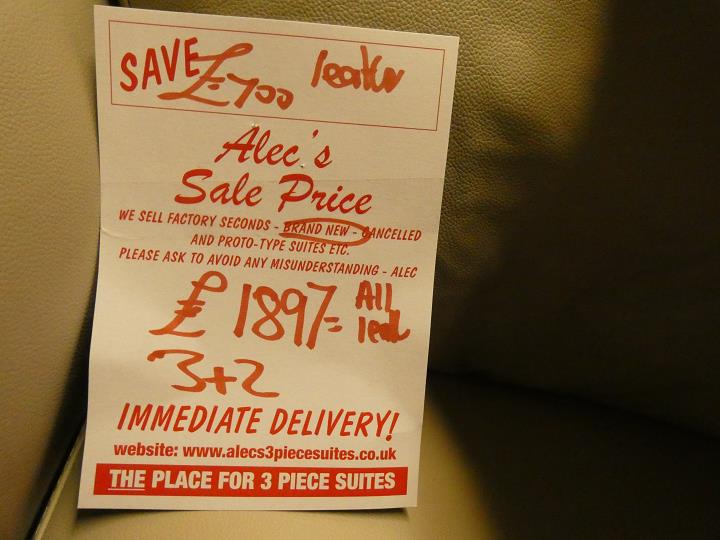 SAVE £700 leather
Alec's
Sale Price
WE SELL FACTORY SECONDS - BRAND NEW - CANCELLED
AND PROTO-TYPE SUITES ETC.
PLEASE ASK TO AVOID ANY MISUNDERSTANDING - ALEC
£1897= All
3+2
IMMEDIATE DELIVERY!
website: www.alecs3piecesuites.co.uk
THE PLACE FOR 3 PIECE SUITES